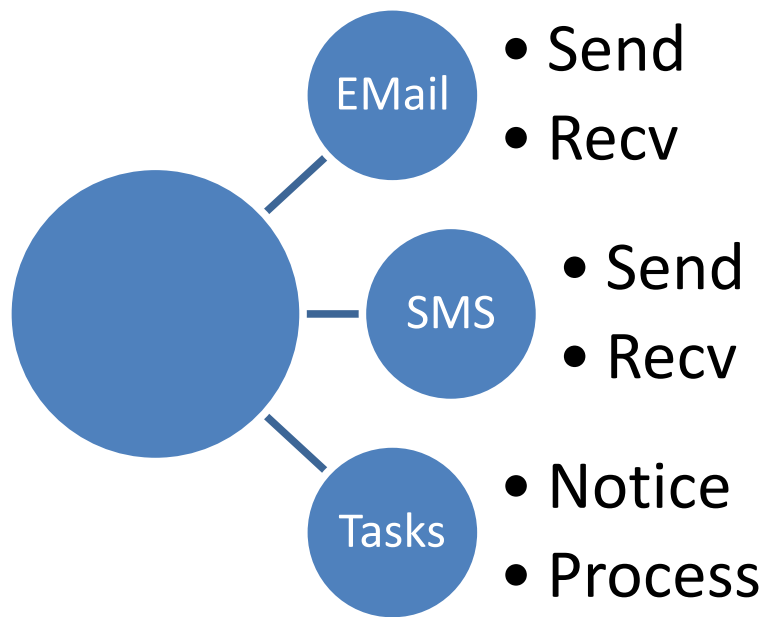 EMail
• Send
• Recv
SMS
• Send
• Recv
Tasks
• Notice
• Process